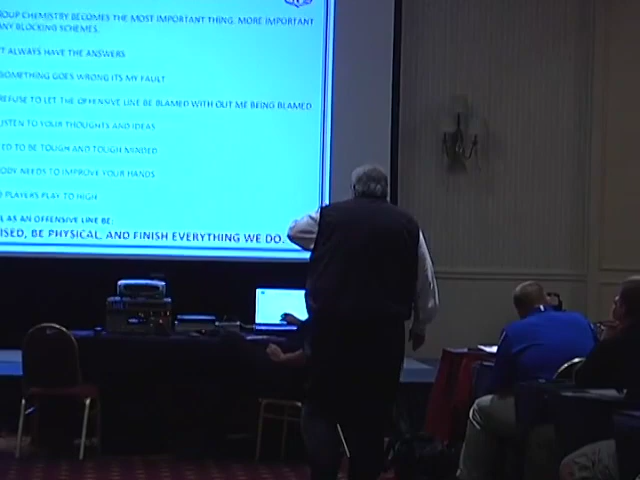 OUP CHEMISTRY BECOMES THE MOST IMPORTANT THING. MORE IMPORTANT
NY BLOCKING SCHEMES.
T ALWAYS HAVE THE ANSWERS
SOMETHING GOES WRONG ITS MY FAULT
REFUSE TO LET THE OFFENSIVE LINE BE BLAMED WITH OUT ME BEING BLAMED
ISTEN TO YOUR THOUGHTS AND IDEAS
ED TO BE TOUGH AND TOUGH MINDED
ODY NEEDS TO IMPROVE YOUR HANDS
PLAYERS PLAY TO HIGH
AS AN OFFENSIVE LINE BE:
ISED, BE PHYSICAL, AND FINISH EVERYTHING WE DO.